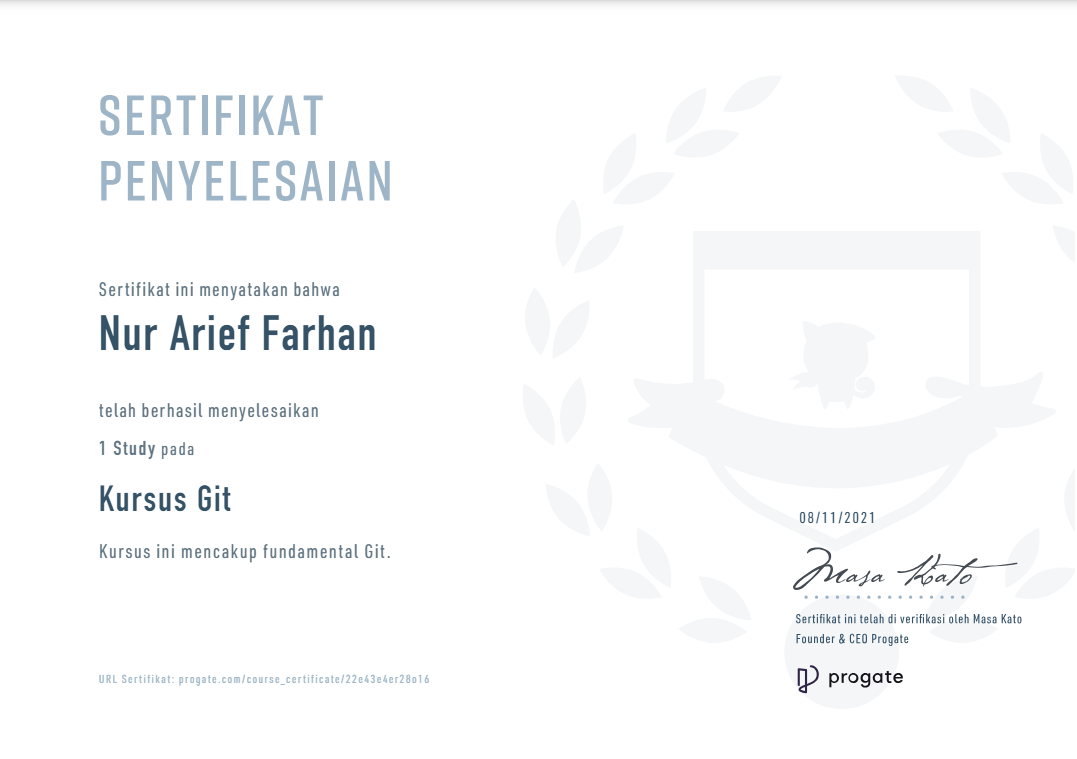 SERTIFIKAT
PENYELESAIAN
Sertifikat ini menyatakan bahwa
Nur Arief Farhan
telah berhasil menyelesaikan
1 Study pada
Kursus Git
Kursus ini mencakup fundamental Git.
08/11/2021
Masa Kato
Sertifikat ini telah di verifikasi oleh Masa Kato
Founder & CEO Progate
URL Sertifikat: progate.com/course_certificate/22e43e4er28o16
progate